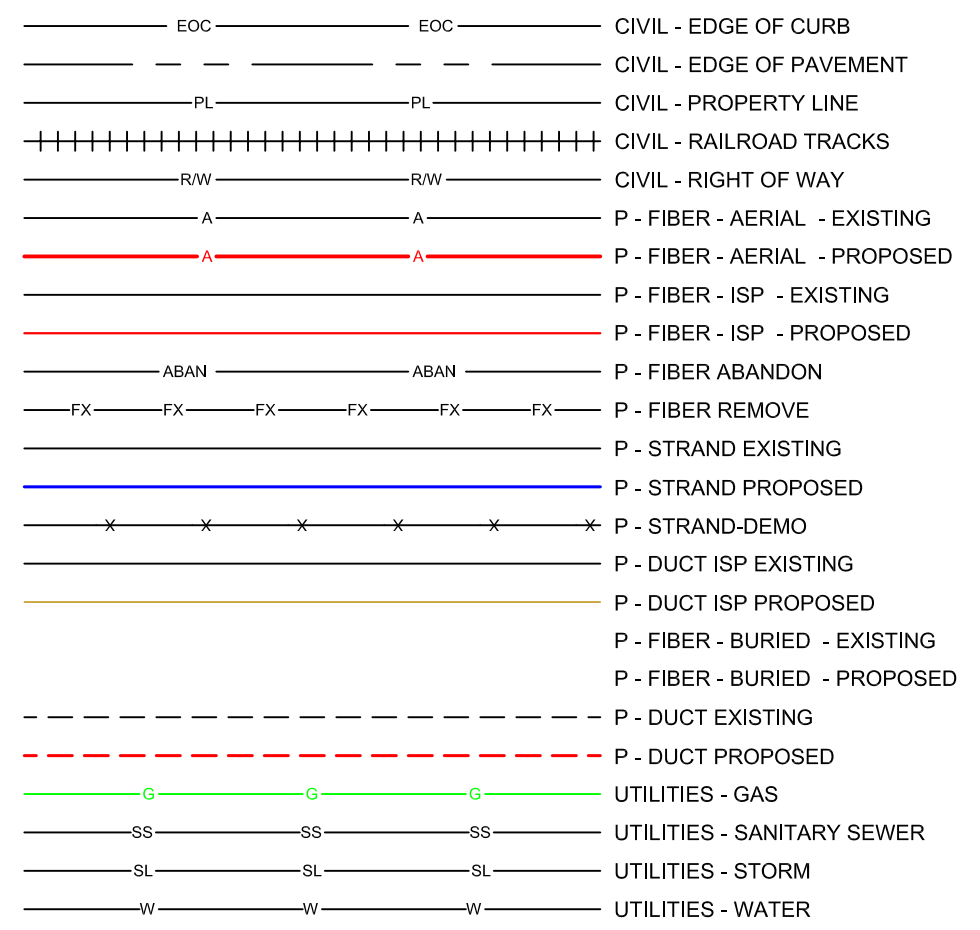 EOC EOC CIVIL - EDGE OF CURB
CIVIL - EDGE OF PAVEMENT
PL PL CIVIL - PROPERTY LINE
CIVIL - RAILROAD TRACKS
R/W R/W CIVIL - RIGHT OF WAY
A A P - FIBER - AERIAL - EXISTING
A A P - FIBER - AERIAL - PROPOSED
P - FIBER - ISP - EXISTING
P - FIBER - ISP - PROPOSED
ABAN ABAN P - FIBER ABANDON
FX FX FX FX FX FX P - FIBER REMOVE
P - STRAND EXISTING
P - STRAND PROPOSED
X X X X X X P - STRAND-DEMO
P - DUCT ISP EXISTING
P - DUCT ISP PROPOSED
P - FIBER - BURIED - EXISTING
P - FIBER - BURIED - PROPOSED
P - DUCT EXISTING
P - DUCT PROPOSED
G G G UTILITIES - GAS
SS SS SS UTILITIES - SANITARY SEWER
SL SL SL UTILITIES - STORM
W W W UTILITIES - WATER